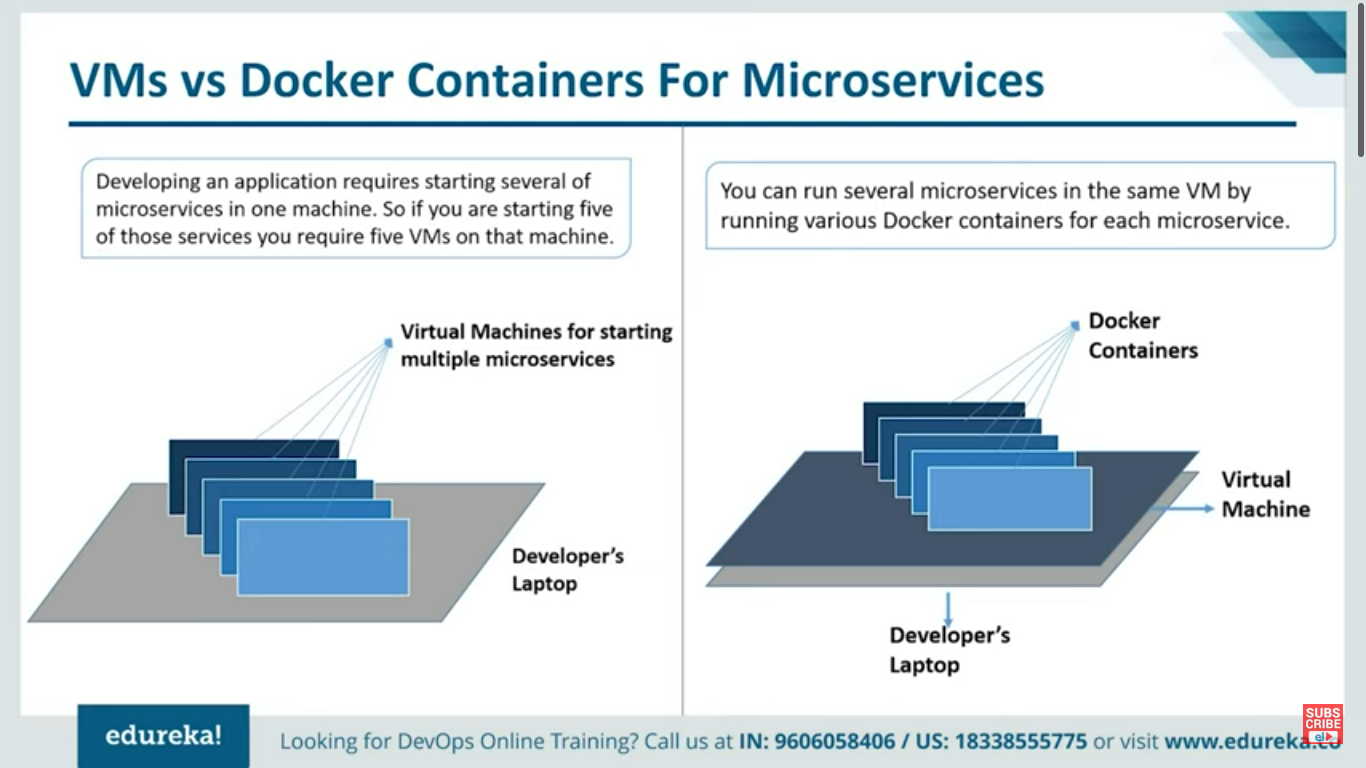 VMs vs Docker Containers For Microservices
Developing an application requires starting several of
microservices in one machine. So if you are starting five
of those services you require five VMs on that machine.
Virtual Machines for starting
multiple microservices
Developer's
Laptop
You can run several microservices in the same VM by
running various Docker containers for each microservice.
Docker
Containers
Virtual
Machine
Developer's
Laptop
edureka!
Looking for DevOps Online Training? Call us at IN: 9606058406 / US: 18338555775 or visit www.edureka.co
SUBS
CRIBE
e!